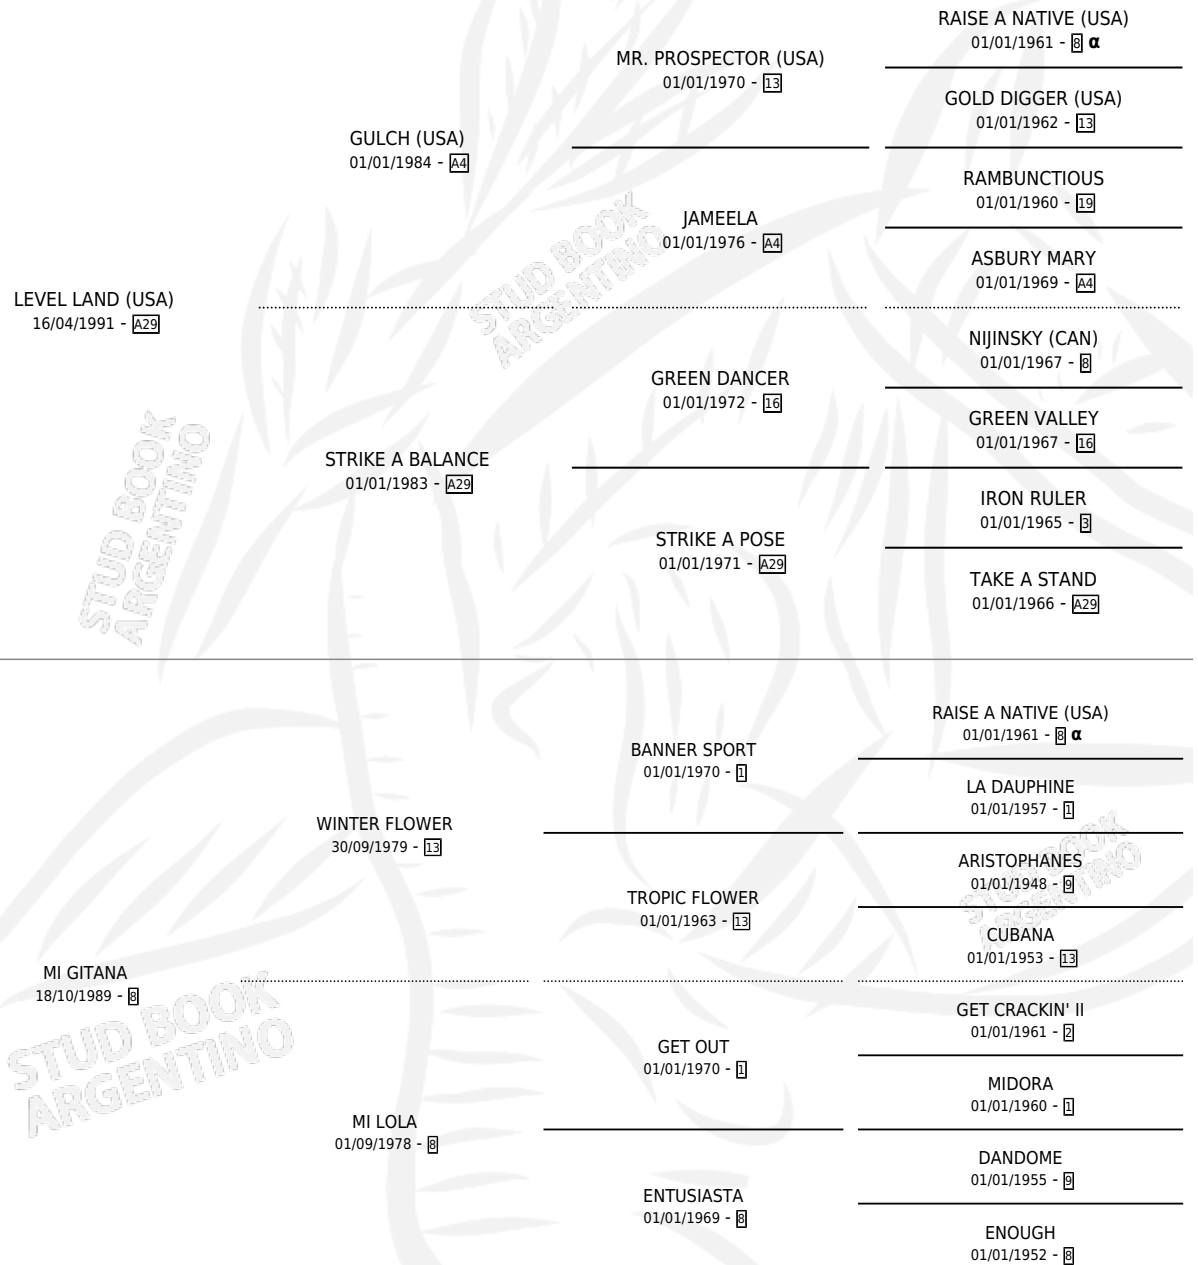 RAISE A NATIVE (USA)
01/01/1961 - 8 α
MR. PROSPECTOR (USA)
01/01/1970 - 13
GOLD DIGGER (USA)
01/01/1962 - 13
GULCH (USA)
01/01/1984 - A4
RAMBUNCTIOUS
01/01/1960 - 19
JAMEELA
01/01/1976 - A4
ASBURY MARY
01/01/1969 - A4
LEVEL LAND (USA)
16/04/1991 - A29
NIJINSKY (CAN)
01/01/1967 - 8
GREEN DANCER
01/01/1972 - 16
GREEN VALLEY
01/01/1967 - 16
STRIKE A BALANCE
01/01/1983 - A29
IRON RULER
01/01/1965 - 3
STRIKE A POSE
01/01/1971 - A29
TAKE A STAND
01/01/1966 - A29
RAISE A NATIVE (USA)
01/01/1961 - 8 α
BANNER SPORT
01/01/1970 - 1
LA DAUPHINE
01/01/1957 - 1
WINTER FLOWER
30/09/1979 - 13
ARISTOPHANES
01/01/1948 - 9
TROPIC FLOWER
01/01/1963 - 13
CUBANA
01/01/1953 - 13
MI GITANA
18/10/1989 - 8
GET CRACKIN' II
01/01/1961 - 2
GET OUT
01/01/1970 - 1
MIDORA
01/01/1960 - 1
MI LOLA
01/09/1978 - 8
DANDOME
01/01/1955 - 9
ENTUSIASTA
01/01/1969 - 8
ENOUGH
01/01/1952 - 8
STUD BOOK
ARGENTINO
STUD BOOK
ARGENTINO
STUD BOOK
ARGENTINO
STUD BOOK
ARGENTINO